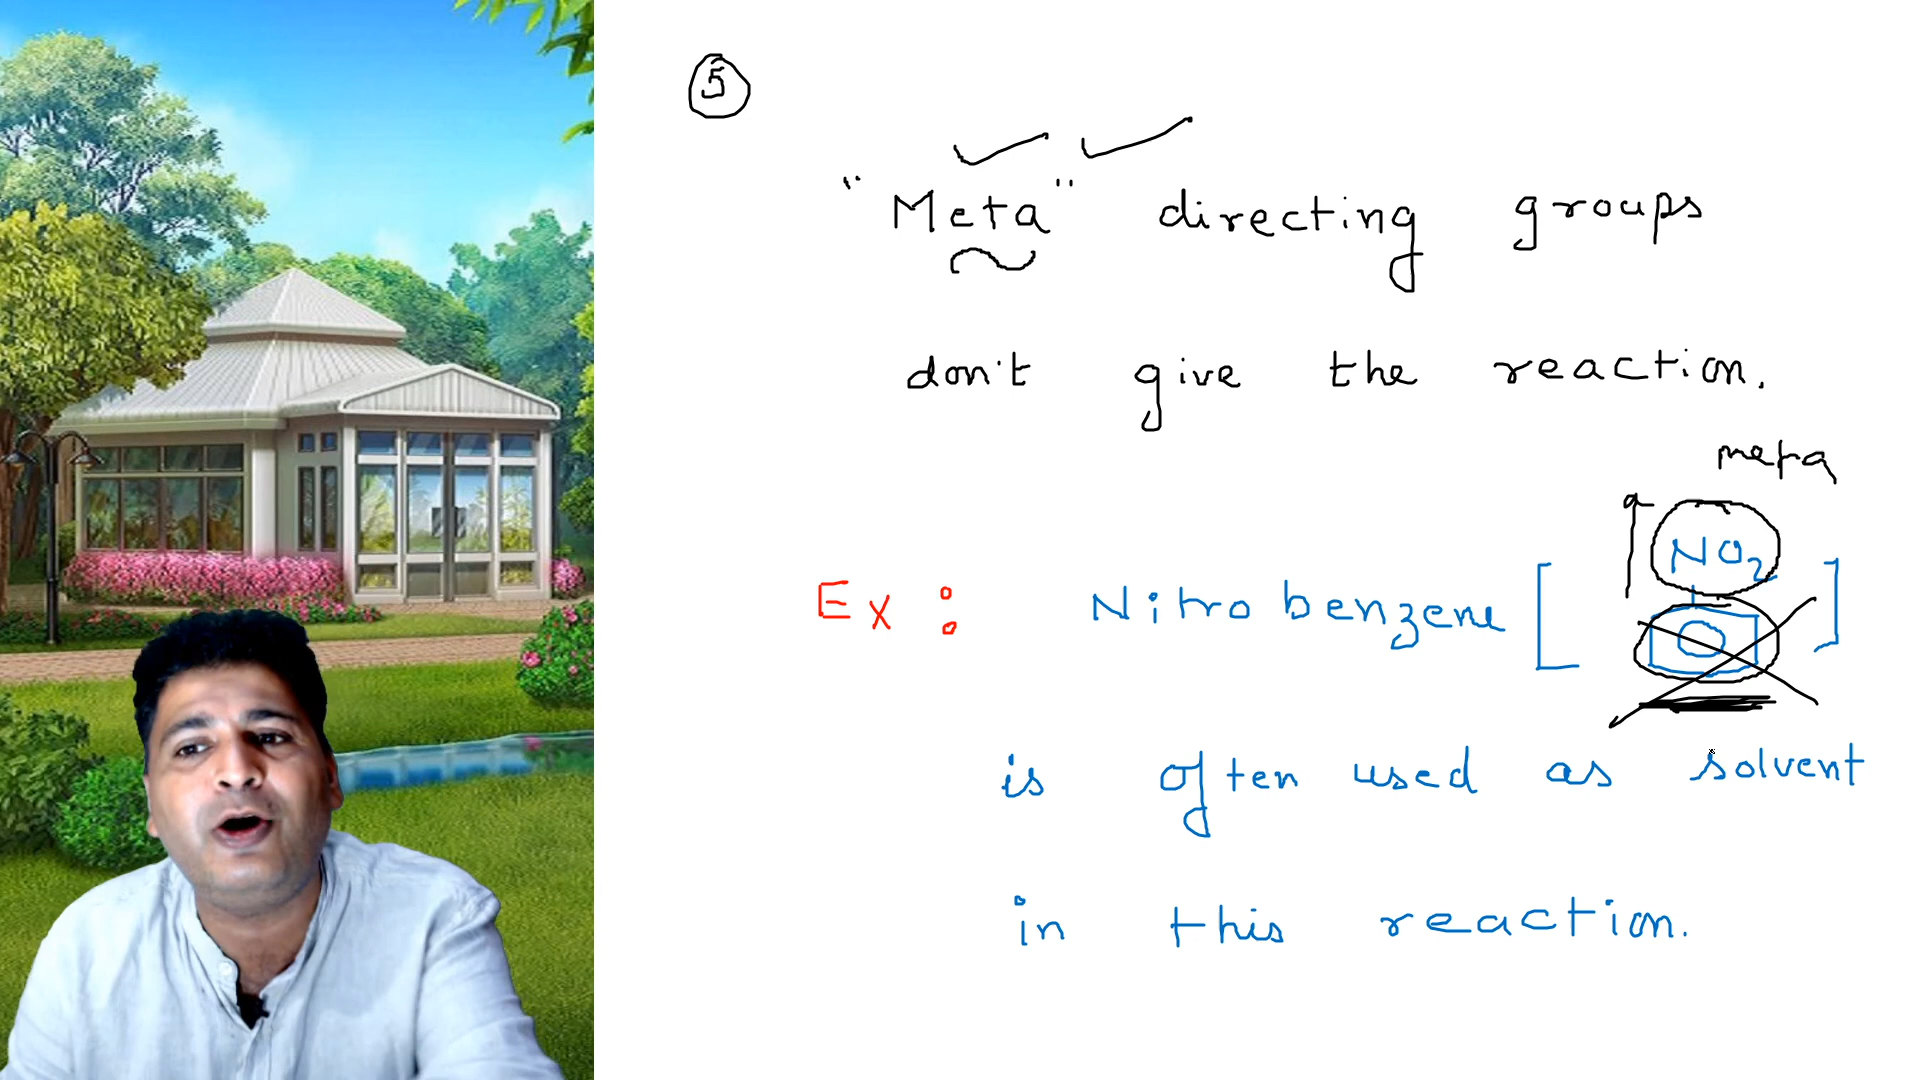 5
"Meta" directing groups
don't give the reaction.
meta
NO2
Ex : Nitrobenzene [ ]
is often used as solvent
in this reaction.